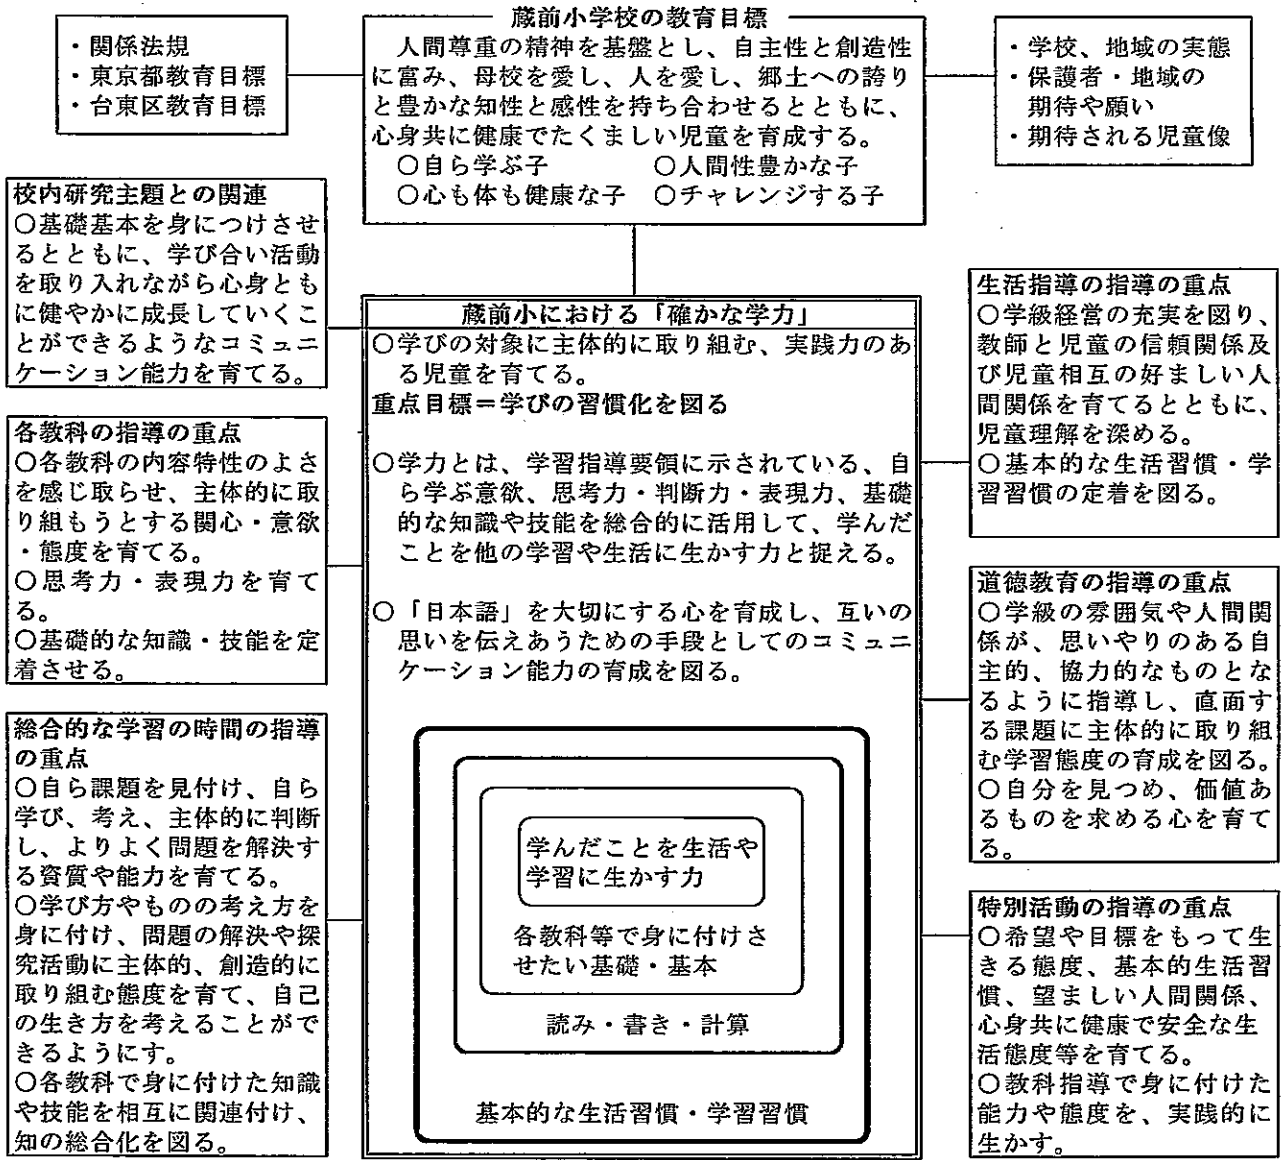 ・関係法規
・東京都教育目標
・台東区教育目標
蔵前小学校の教育目標
人間尊重の精神を基盤とし、自主性と創造性
に富み、母校を愛し、人を愛し、郷土への誇り
と豊かな知性と感性を持ち合わせるとともに、
心身共に健康でたくましい児童を育成する。
○自ら学ぶ子 ○人間性豊かな子
○心も体も健康な子 ○チャレンジする子
・学校、地域の実態
・保護者・地域の
期待や願い
・期待される児童像
校内研究主題との関連
○基礎基本を身につけさせ
るとともに、学び合い活動
を取り入れながら心身とも
に健やかに成長していくこ
とができるようなコミュニ
ケーション能力を育てる。
各教科の指導の重点
○各教科の内容特性のよさ
を感じ取らせ、主体的に取
り組もうとする関心・意欲
・態度を育てる。
○思考力・表現力を育て
る。
○基礎的な知識・技能を定
着させる。
総合的な学習の時間の指導
の重点
○自ら課題を見付け、自ら
学び、考え、主体的に判断
し、よりよく問題を解決す
る資質や能力を育てる。
○学び方やものの考え方を
身に付け、問題の解決や探
究活動に主体的、創造的に
取り組む態度を育て、自己
の生き方を考えることがで
きるようにす。
○各教科で身に付けた知識
や技能を相互に関連付け、
知の総合化を図る。
蔵前小における「確かな学力」
○学びの対象に主体的に取り組む、実践力のあ
る児童を育てる。
重点目標=学びの習慣化を図る
○学力とは、学習指導要領に示されている、自
ら学ぶ意欲、思考力・判断力・表現力、基礎
的な知識や技能を総合的に活用して、学んだ
ことを他の学習や生活に生かす力と捉える。
○「日本語」を大切にする心を育成し、互いの
思いを伝えあうための手段としてのコミュニ
ケーション能力の育成を図る。
学んだことを生活や
学習に生かす力
各教科等で身に付けさ
せたい基礎・基本
読み・書き・計算
基本的な生活習慣・学習習慣
生活指導の指導の重点
○学級経営の充実を図り、
教師と児童の信頼関係及
び児童相互の好ましい人
間関係を育てるとともに、
児童理解を深める。
○基本的な生活習慣・学
習習慣の定着を図る。
道徳教育の指導の重点
○学級の雰囲気や人間関
係が、思いやりのある自
主的、協力的なものとな
るように指導し、直面す
る課題に主体的に取り組
む学習態度の育成を図る。
○自分を見つめ、価値あ
るものを求める心を育て
る。
特別活動の指導の重点
○希望や目標をもって生
きる態度、基本的生活習
慣、望ましい人間関係、
心身共に健康で安全な生
活態度等を育てる。
○教科指導で身に付けた
能力や態度を、実践的に
生かす。